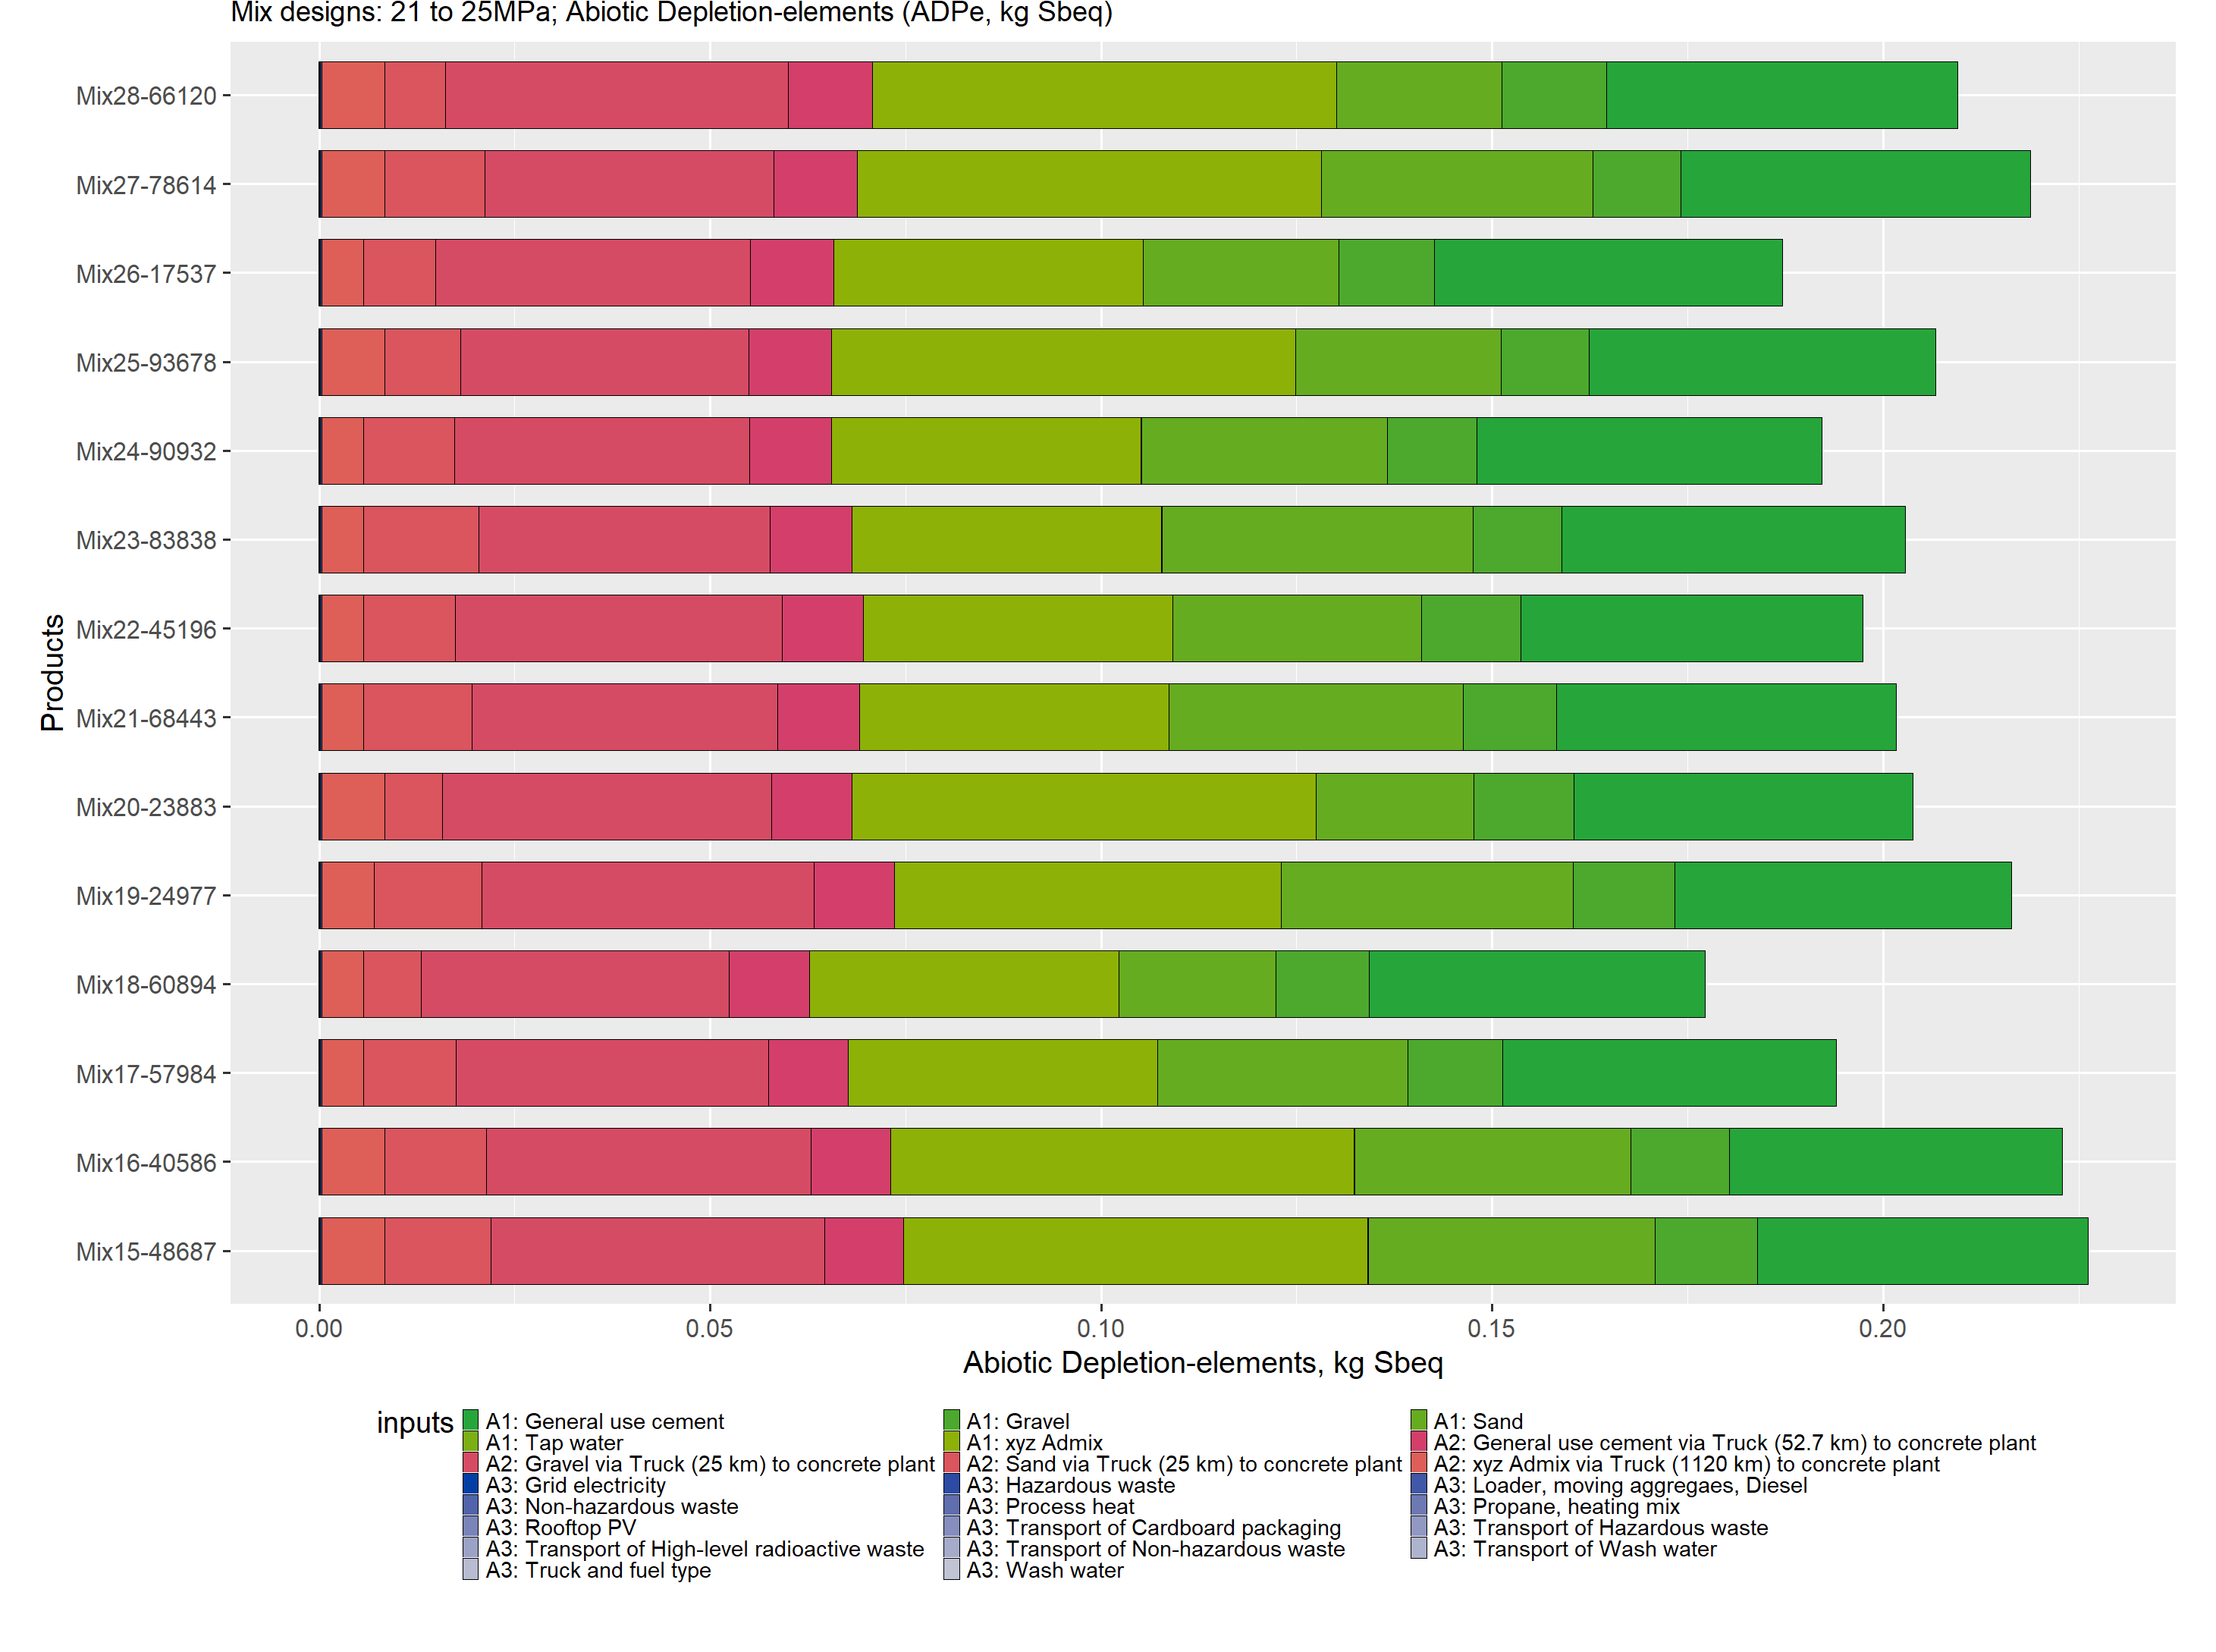 Mix designs: 21 to 25MPa; Abiotic Depletion-elements (ADPe, kg Sbeq)
Products
Mix28-66120
Mix27-78614
Mix26-17537
Mix25-93678
Mix24-90932
Mix23-83838
Mix22-45196
Mix21-68443
Mix20-23883
Mix19-24977
Mix18-60894
Mix17-57984
Mix16-40586
Mix15-48687
0.00 0.05 0.10 0.15 0.20
Abiotic Depletion-elements, kg Sbeq
inputs
A1: General use cement A1: Gravel A1: Sand
A1: Tap water A1: xyz Admix A2: General use cement via Truck (52.7 km) to concrete plant
A2: Gravel via Truck (25 km) to concrete plant A2: Sand via Truck (25 km) to concrete plant A2: xyz Admix via Truck (1120 km) to concrete plant
A3: Grid electricity A3: Hazardous waste A3: Loader, moving aggregaes, Diesel
A3: Non-hazardous waste A3: Process heat A3: Propane, heating mix
A3: Rooftop PV A3: Transport of Cardboard packaging A3: Transport of Hazardous waste
A3: Transport of High-level radioactive waste A3: Transport of Non-hazardous waste A3: Transport of Wash water
A3: Truck and fuel type A3: Wash water